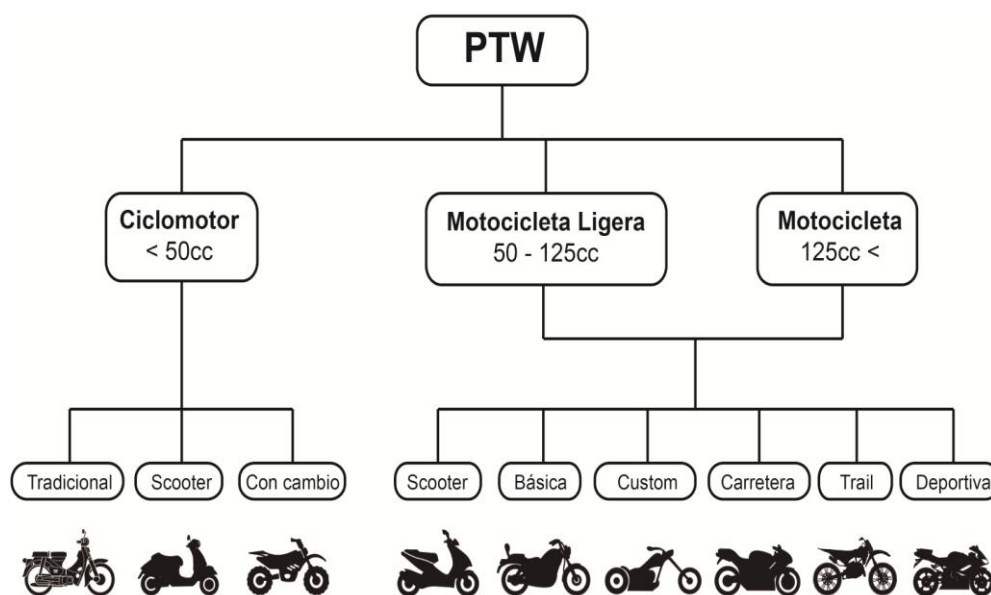 PTW
Ciclomotor
< 50cc
Motocicleta Ligera
50 - 125cc
Motocicleta
125cc <
Tradicional
Scooter
Con cambio
Scooter
Básica
Custom
Carretera
Trail
Deportiva